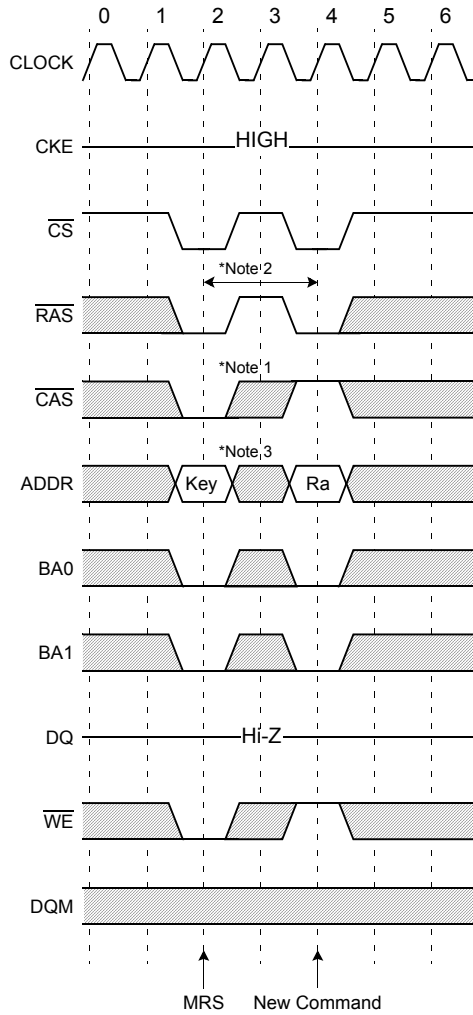 0 1 2 3 4 5 6
CLOCK
CKE HIGH
CS
*Note 2
RAS
*Note 1
CAS
*Note 3
ADDR Key Ra
BA0
BA1
DQ Hi-Z
WE
DQM
MRS New Command